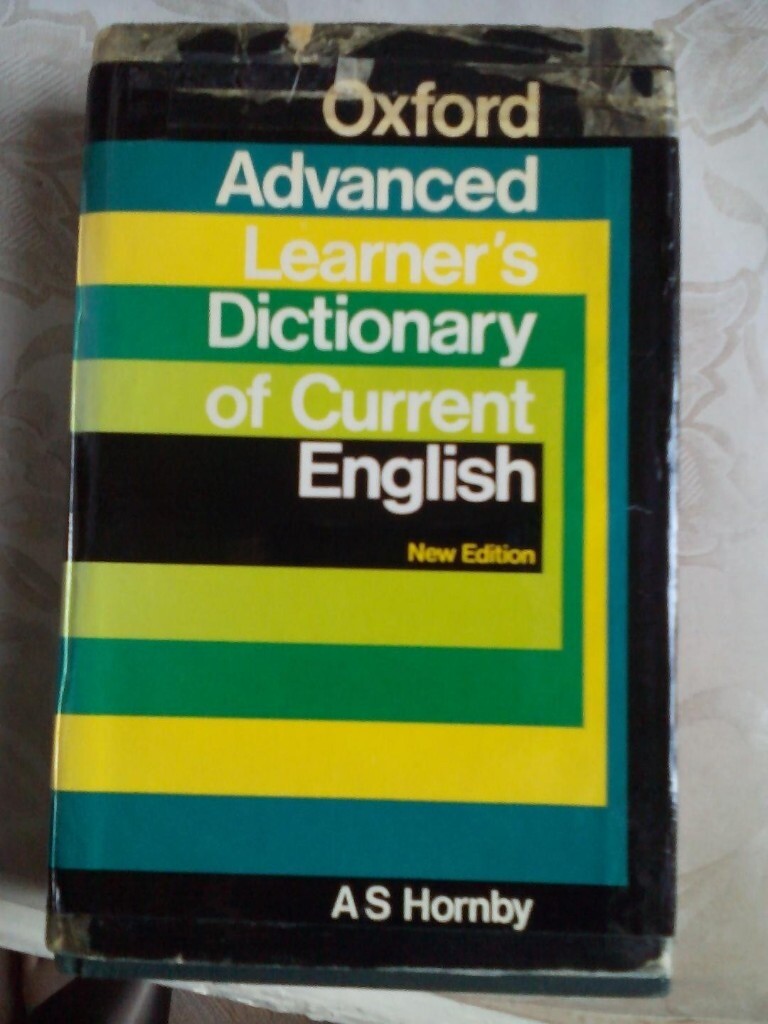 Oxford
Advanced
Learner's
Dictionary
of Current
English
New Edition
A S Hornby